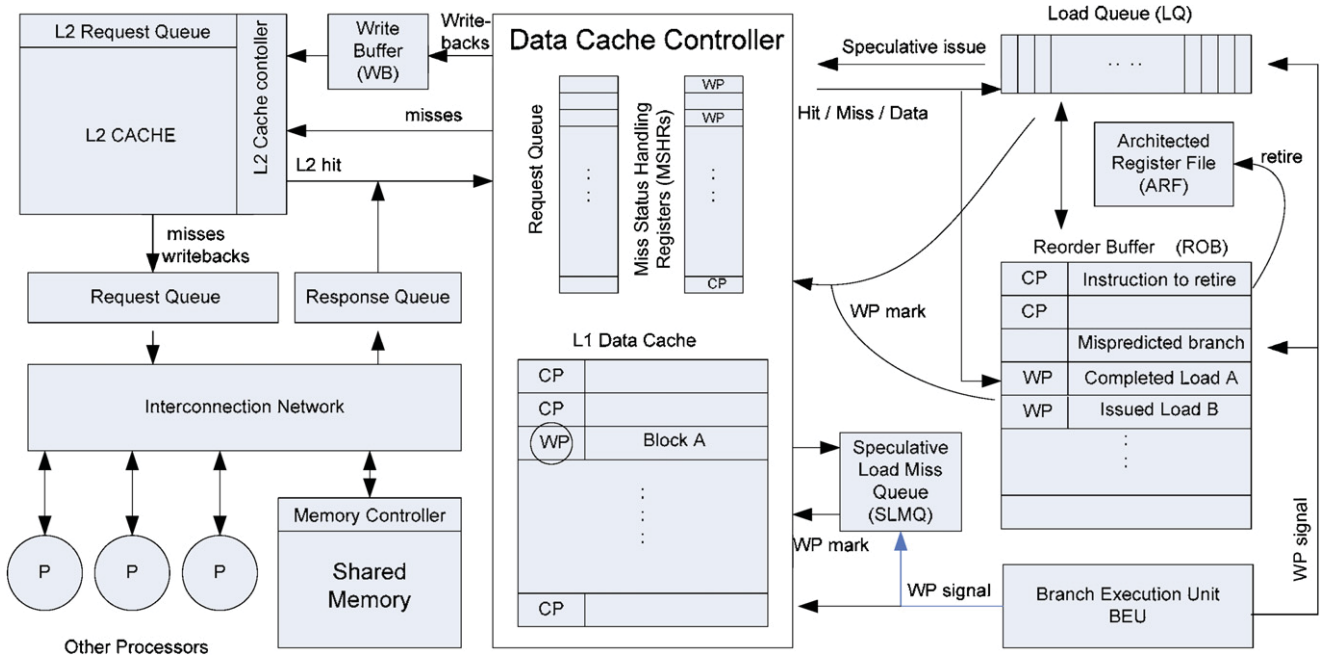 L2 Request Queue
L2 CACHE
L2 Cache contoller
Write
Buffer
(WB)
Write-
backs
misses
L2 hit
misses
writebacks
Request Queue
Response Queue
Interconnection Network
P
P
P
Other Processors
Memory Controller
Shared
Memory
Data Cache Controller
Request Queue
Miss Status Handling
Registers (MSHRs)
WP
WP
CP
L1 Data Cache
CP
CP
WP
Block A
CP
Load Queue (LQ)
Speculative issue
Hit / Miss / Data
Architected
Register File
(ARF)
retire
Reorder Buffer (ROB)
CP
Instruction to retire
CP
Mispredicted branch
WP
Completed Load A
WP
Issued Load B
WP mark
Speculative
Load Miss
Queue
(SLMQ)
WP mark
WP signal
Branch Execution Unit
BEU
WP signal